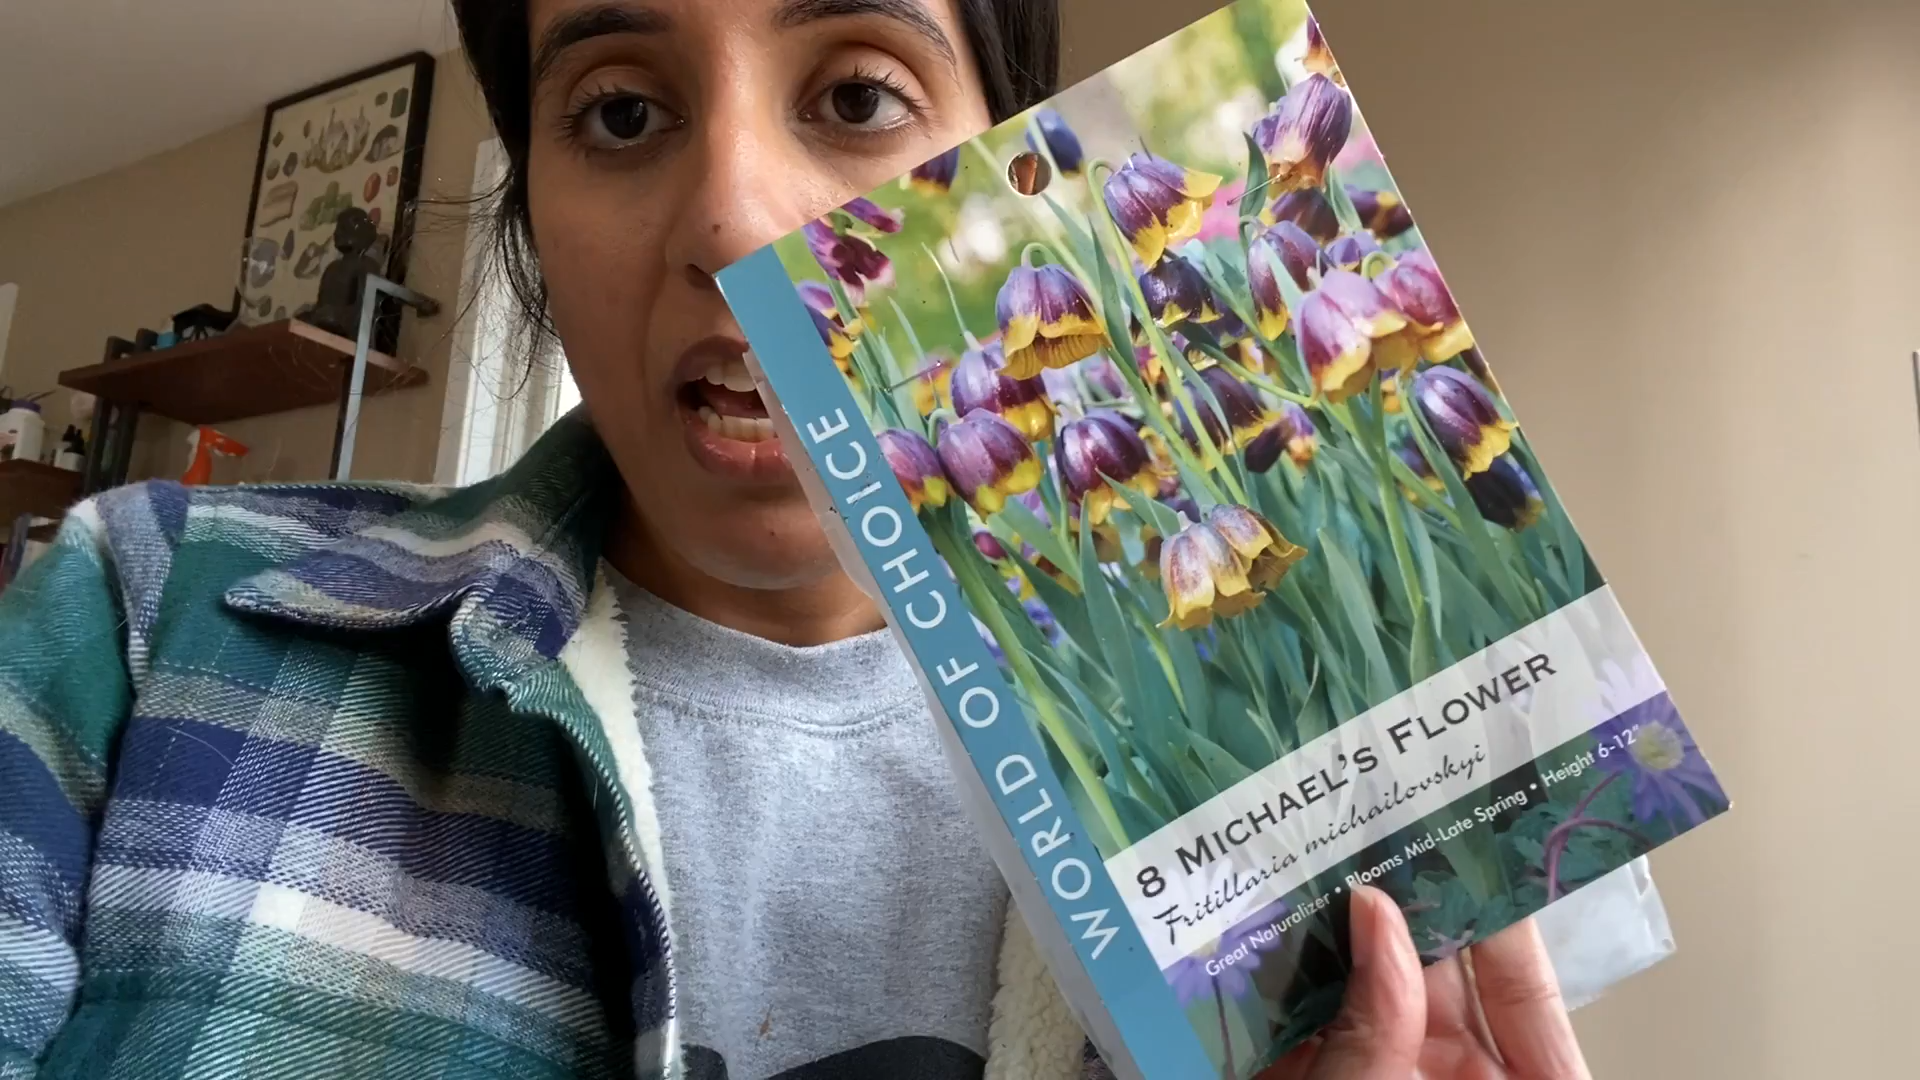 WORLD OF CHOICE
8 MICHAEL'S FLOWER
Fritillaria michailovskyi
Great Naturalizer • Blooms Mid-Late Spring • Height 6-12"